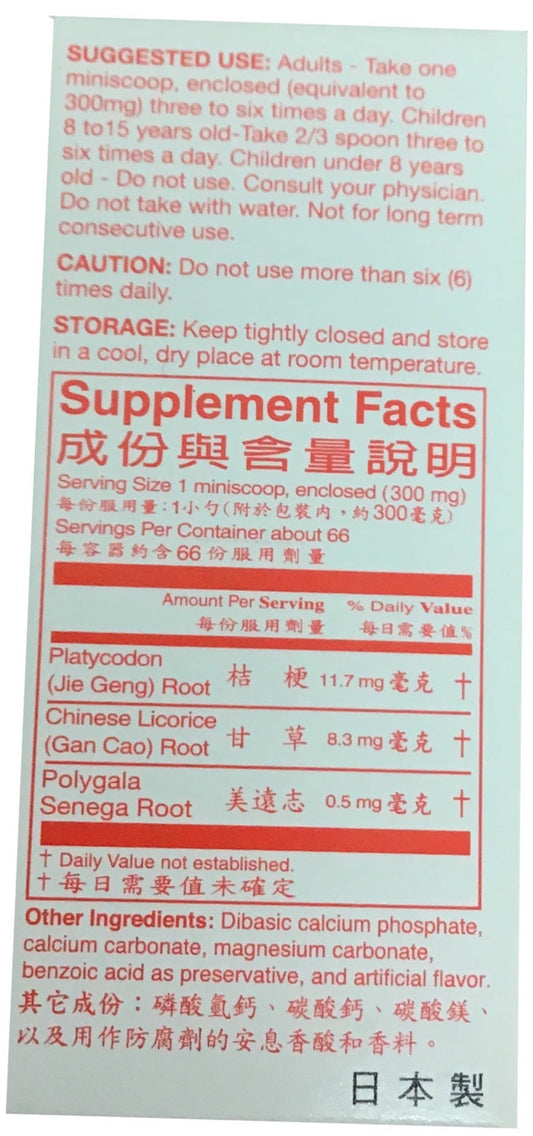 SUGGESTED USE: Adults - Take one
miniscoop, enclosed (equivalent to
300mg) three to six times a day. Children
8 to15 years old-Take 2/3 spoon three to
six times a day. Children under 8 years
old - Do not use. Consult your physician.
Do not take with water. Not for long term
consecutive use.
CAUTION: Do not use more than six (6)
times daily.
STORAGE: Keep tightly closed and store
in a cool, dry place at room temperature.
Supplement Facts
成份與含量說明
Serving Size 1 miniscoop, enclosed (300 mg)
每份服用量：1小勺(附於包裝內，約300毫克)
Servings Per Container about 66
每容器約含66份服用劑量
Amount Per Serving % Daily Value
每份服用劑量 每日需要值%
Platycodon
(Jie Geng) Root 桔 梗 11.7 mg 毫克 †
Chinese Licorice
(Gan Cao) Root 甘 草 8.3 mg 毫克 †
Polygala
Senega Root 美遠志 0.5 mg 毫克 †
† Daily Value not established.
† 每日需要值未確定
Other Ingredients: Dibasic calcium phosphate,
calcium carbonate, magnesium carbonate,
benzoic acid as preservative, and artificial flavor.
其它成份：磷酸氫鈣、碳酸鈣、碳酸鎂、
以及用作防腐劑的安息香酸和香料。
日本製